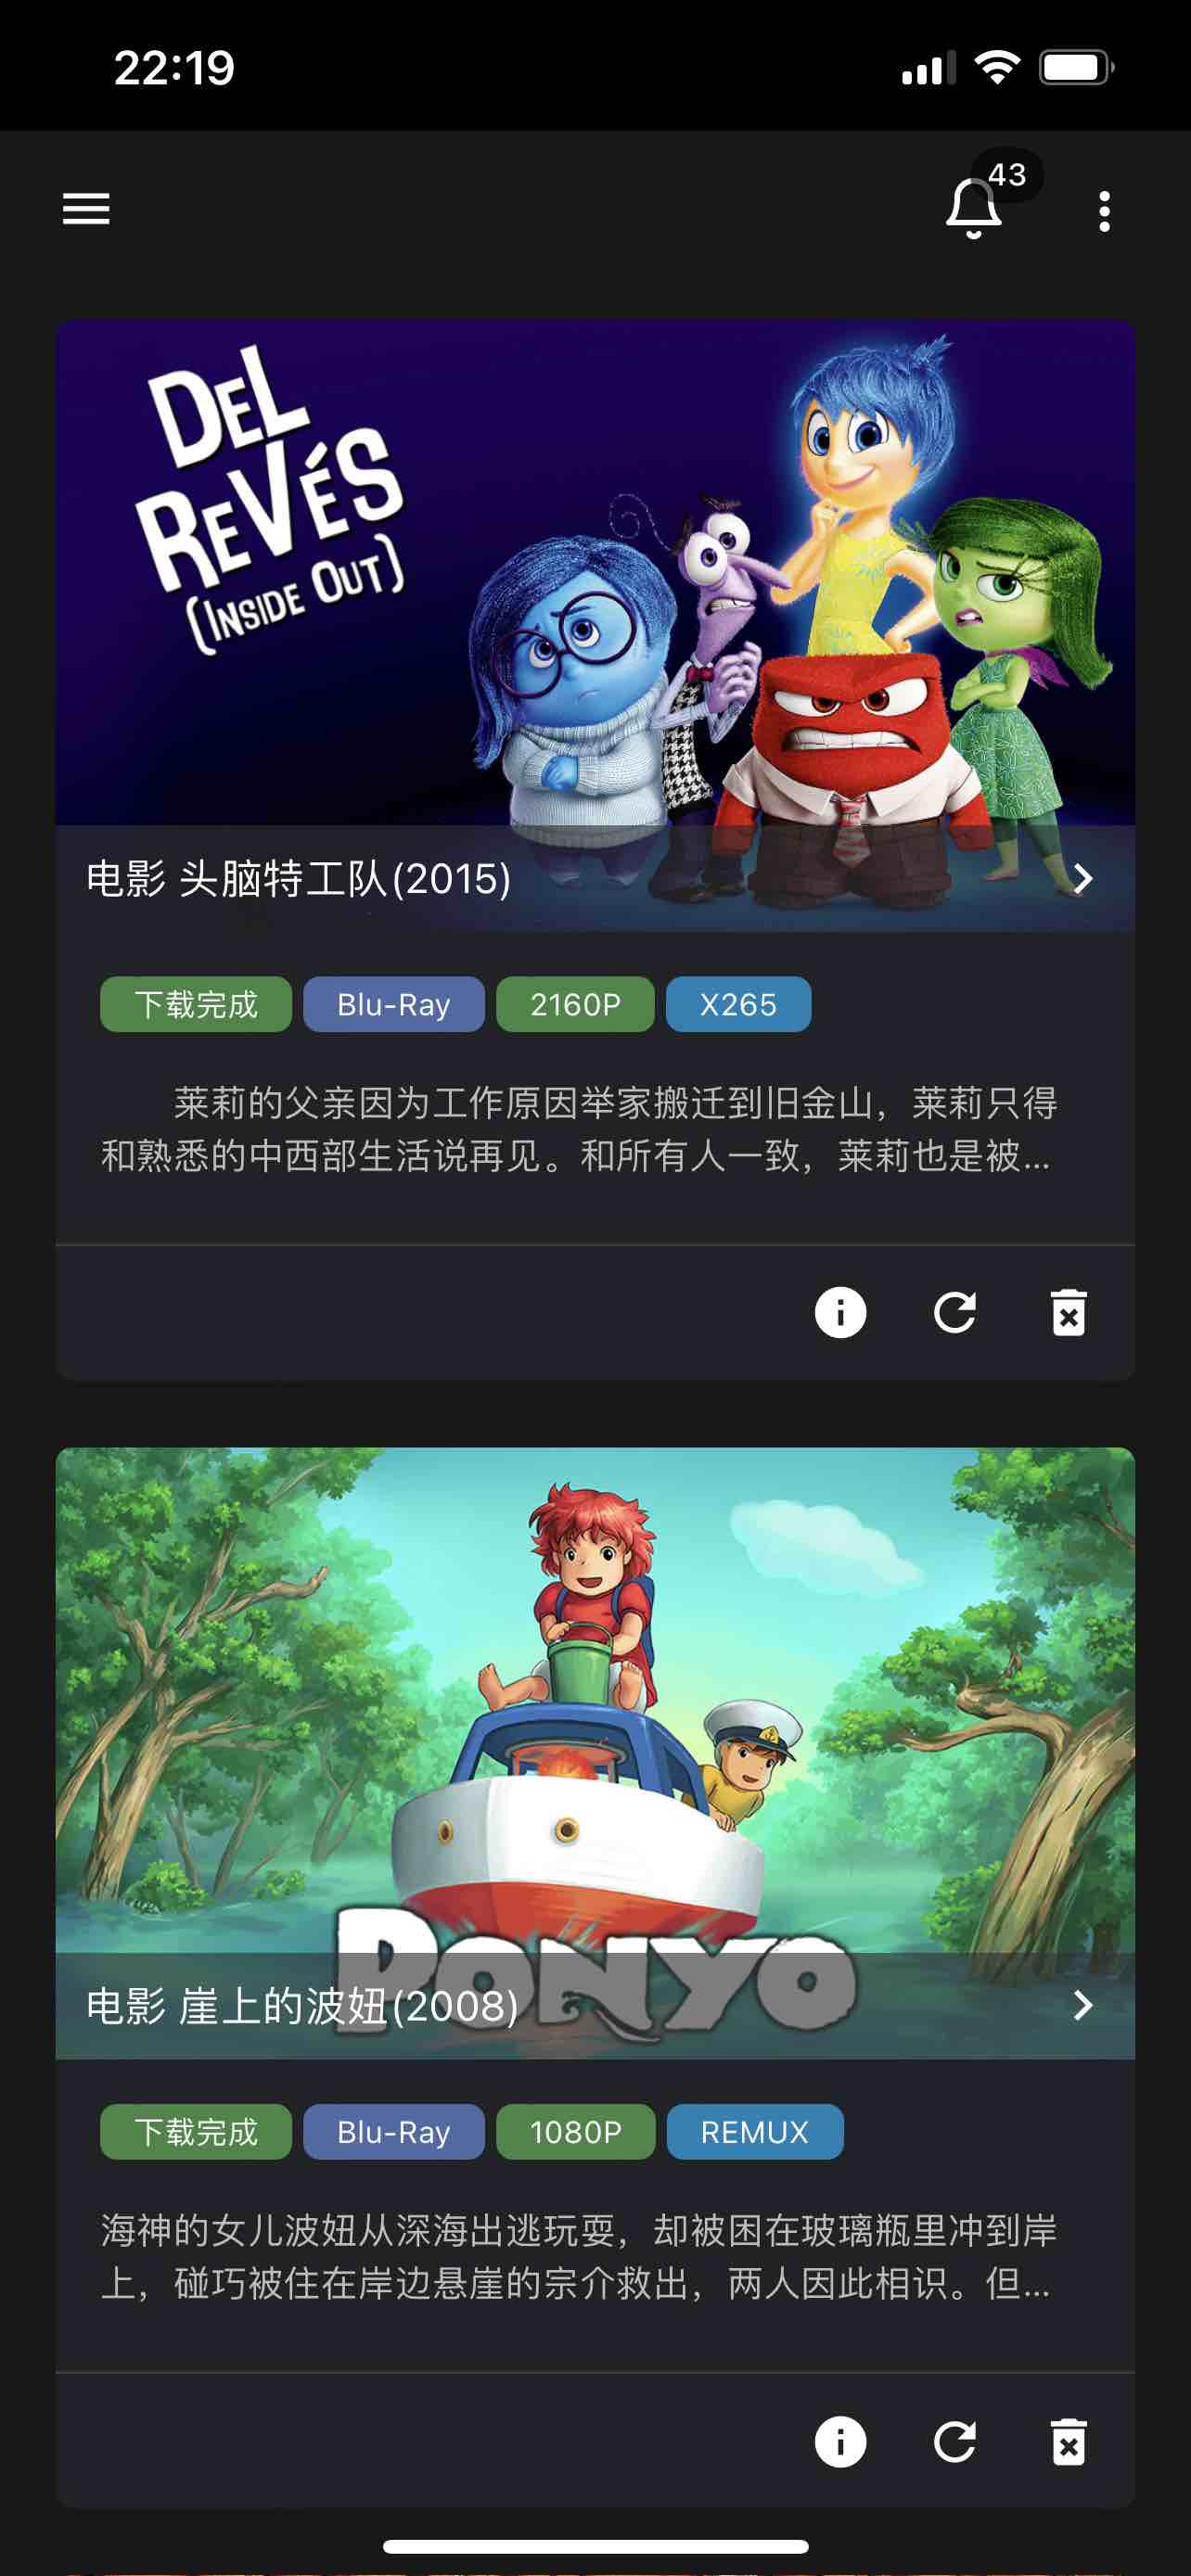 22:19
43
DEL
REVÉS
(INSIDE OUT)
电影 头脑特工队(2015)
下载完成 Blu-Ray 2160P X265
莱莉的父亲因为工作原因举家搬迁到旧金山，莱莉只得
和熟悉的中西部生活说再见。和所有人一致，莱莉也是被...
PONYO
电影 崖上的波妞(2008)
下载完成 Blu-Ray 1080P REMUX
海神的女儿波妞从深海出逃玩耍，却被困在玻璃瓶里冲到岸
上，碰巧被住在岸边悬崖的宗介救出，两人因此相识。但...